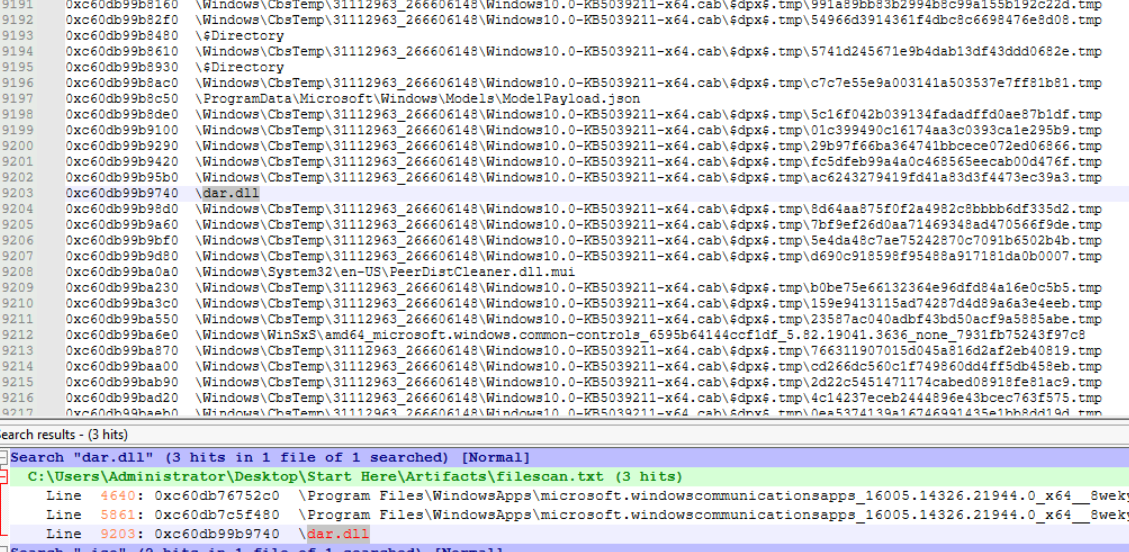 9191 0xc60db99b8160 \Windows\CbsTemp\31112963_266606148\Windows10.0-KB5039211-x64.cab\$dpx$.tmp\991a89bb83b2994b8c99a155b192c22d.tmp
9192 0xc60db99b82f0 \Windows\CbsTemp\31112963_266606148\Windows10.0-KB5039211-x64.cab\$dpx$.tmp\54966d3914361f4dbc8c6698476e8d08.tmp
9193 0xc60db99b8480 \$Directory
9194 0xc60db99b8610 \Windows\CbsTemp\31112963_266606148\Windows10.0-KB5039211-x64.cab\$dpx$.tmp\5741d245671e9b4dab13df43ddd0682e.tmp
9195 0xc60db99b8930 \$Directory
9196 0xc60db99b8ac0 \Windows\CbsTemp\31112963_266606148\Windows10.0-KB5039211-x64.cab\$dpx$.tmp\c7c7e55e9a003141a503537e7ff81b81.tmp
9197 0xc60db99b8c50 \ProgramData\Microsoft\Windows\Models\ModelPayload.json
9198 0xc60db99b8de0 \Windows\CbsTemp\31112963_266606148\Windows10.0-KB5039211-x64.cab\$dpx$.tmp\5c16f042b039134fadadffd0ae87b1df.tmp
9199 0xc60db99b9100 \Windows\CbsTemp\31112963_266606148\Windows10.0-KB5039211-x64.cab\$dpx$.tmp\01c399490c16174aa3c0393ca1e295b9.tmp
9200 0xc60db99b9290 \Windows\CbsTemp\31112963_266606148\Windows10.0-KB5039211-x64.cab\$dpx$.tmp\29b97f66ba364741bbcece072ed06866.tmp
9201 0xc60db99b9420 \Windows\CbsTemp\31112963_266606148\Windows10.0-KB5039211-x64.cab\$dpx$.tmp\fc5dfeb99a4a0c468565eecab00d476f.tmp
9202 0xc60db99b95b0 \Windows\CbsTemp\31112963_266606148\Windows10.0-KB5039211-x64.cab\$dpx$.tmp\ac6243279419fd41a83d3f4473ec39a3.tmp
9203 0xc60db99b9740 \dar.dll
9204 0xc60db99b98d0 \Windows\CbsTemp\31112963_266606148\Windows10.0-KB5039211-x64.cab\$dpx$.tmp\8d64aa875f0f2a4982c8bbbb6df335d2.tmp
9205 0xc60db99b9a60 \Windows\CbsTemp\31112963_266606148\Windows10.0-KB5039211-x64.cab\$dpx$.tmp\7bf9ef26d0aa71469348ad470566f9de.tmp
9206 0xc60db99b9bf0 \Windows\CbsTemp\31112963_266606148\Windows10.0-KB5039211-x64.cab\$dpx$.tmp\5e4da48c7ae75242870c7091b6502b4b.tmp
9207 0xc60db99b9d80 \Windows\CbsTemp\31112963_266606148\Windows10.0-KB5039211-x64.cab\$dpx$.tmp\d690c918598f95488a917181da0b0007.tmp
9208 0xc60db99ba0a0 \Windows\System32\en-US\PeerDistCleaner.dll.mui
9209 0xc60db99ba230 \Windows\CbsTemp\31112963_266606148\Windows10.0-KB5039211-x64.cab\$dpx$.tmp\b0be75e66132364e96dfd84a16e0c5b5.tmp
9210 0xc60db99ba3c0 \Windows\CbsTemp\31112963_266606148\Windows10.0-KB5039211-x64.cab\$dpx$.tmp\159e9413115ad74287d4d89a6a3e4eeb.tmp
9211 0xc60db99ba550 \Windows\CbsTemp\31112963_266606148\Windows10.0-KB5039211-x64.cab\$dpx$.tmp\23587ac040adbf43bd50acf9a5885abe.tmp
9212 0xc60db99ba6e0 \Windows\WinSxS\amd64_microsoft.windows.common-controls_6595b64144ccf1df_5.82.19041.3636_none_7931fb75243f97c8
9213 0xc60db99ba870 \Windows\CbsTemp\31112963_266606148\Windows10.0-KB5039211-x64.cab\$dpx$.tmp\766311907015d045a816d2af2eb40819.tmp
9214 0xc60db99baa00 \Windows\CbsTemp\31112963_266606148\Windows10.0-KB5039211-x64.cab\$dpx$.tmp\cd266dc560c1f749860dd4ff5db458eb.tmp
9215 0xc60db99bab90 \Windows\CbsTemp\31112963_266606148\Windows10.0-KB5039211-x64.cab\$dpx$.tmp\2d22c5451471174cabed08918fe81ac9.tmp
9216 0xc60db99bad20 \Windows\CbsTemp\31112963_266606148\Windows10.0-KB5039211-x64.cab\$dpx$.tmp\4c14237eceb2444896e43bcec763f575.tmp
9217 0xc60db99baeb0 \Windows\CbsTemp\31112963_266606148\Windows10.0-KB5039211-x64.cab\$dpx$.tmp\0ea5374139a16746991435e1bb8dd19d.tmp
Search results - (3 hits)
Search "dar.dll" (3 hits in 1 file of 1 searched) [Normal]
C:\Users\Administrator\Desktop\Start Here\Artifacts\filescan.txt (3 hits)
Line 4640: 0xc60db76752c0 \Program Files\WindowsApps\microsoft.windowscommunicationsapps_16005.14326.21944.0_x64__8weky
Line 5861: 0xc60db7c5f480 \Program Files\WindowsApps\microsoft.windowscommunicationsapps_16005.14326.21944.0_x64__8weky
Line 9203: 0xc60db99b9740 \dar.dll